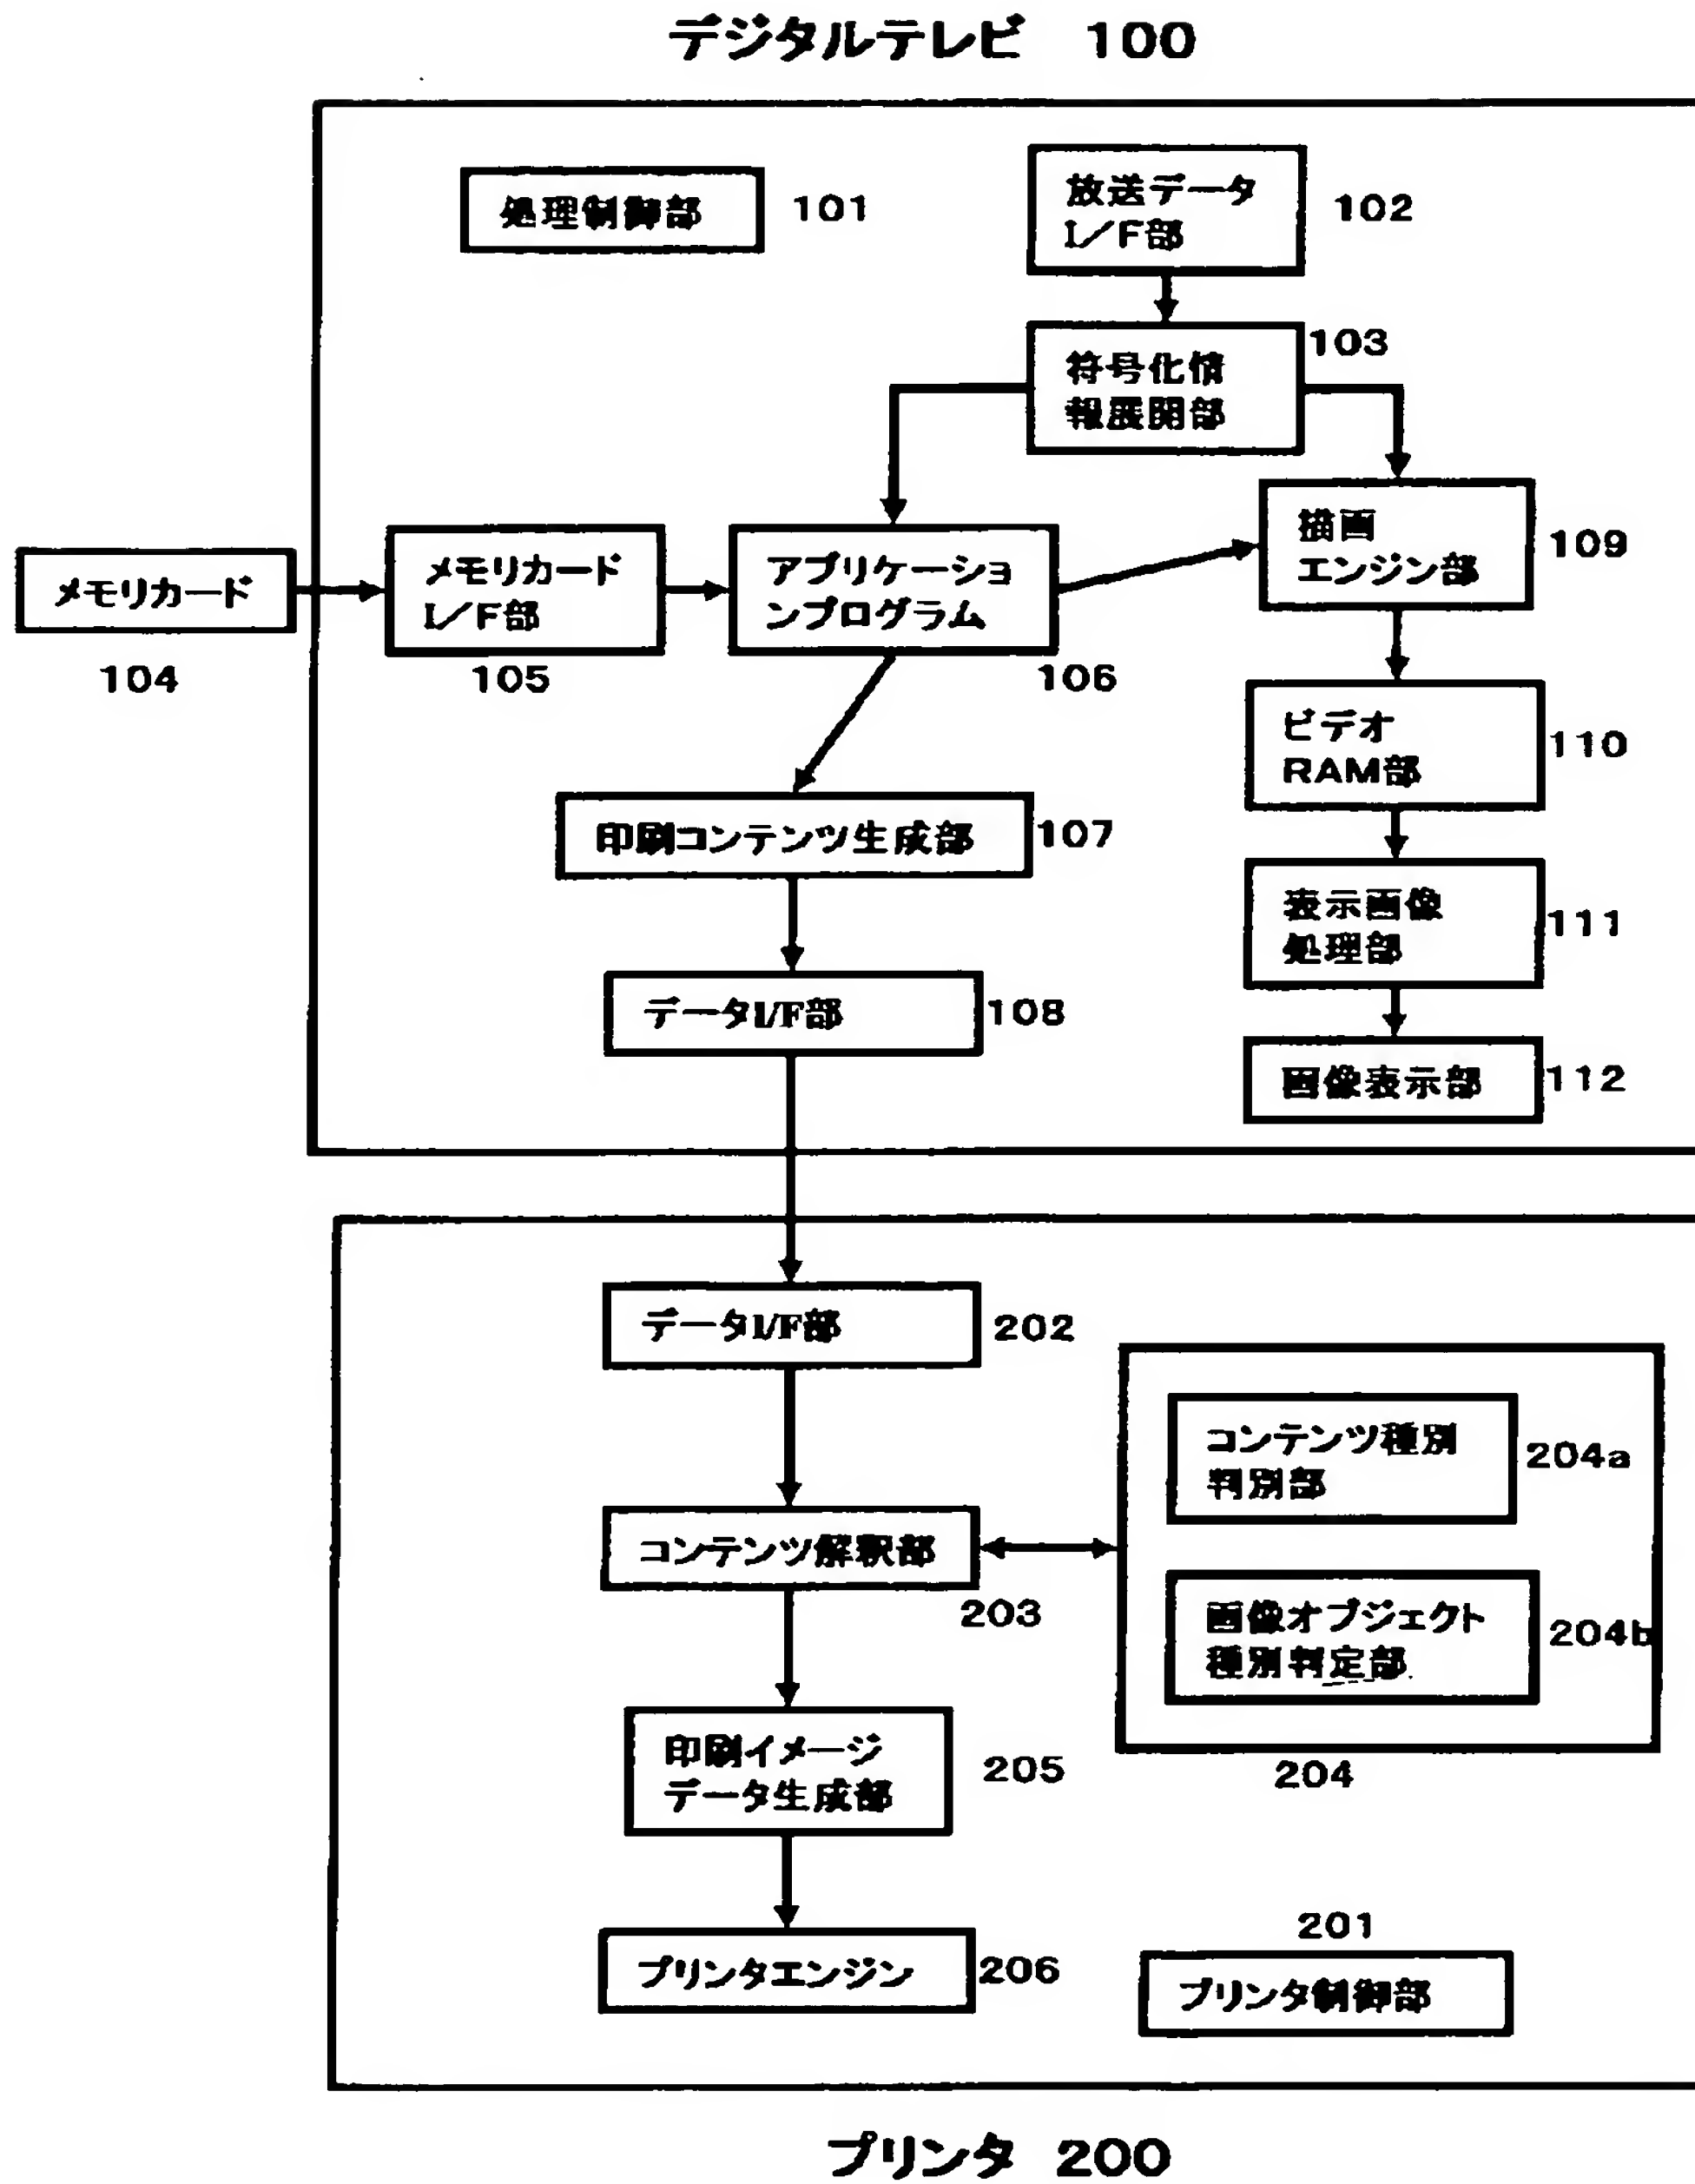 デジタルテレビ 100
処理制御部 101
放送データ
I／F部
102
符号化情
報展開部
103
メモリカード
104
メモリカード
I／F部
105
アプリケーショ
ンプログラム
106
描画
エンジン部
109
ビデオ
RAM部
110
印刷コンテンツ生成部 107
表示画像
処理部
111
データI/F部 108
画像表示部 112
データI/F部 202
コンテンツ種別
判別部
204a
コンテンツ解釈部
203
画像オブジェクト
種別判定部
204b
204
印刷イメージ
データ生成部
205
プリンタエンジン 206
201
プリンタ制御部
プリンタ 200